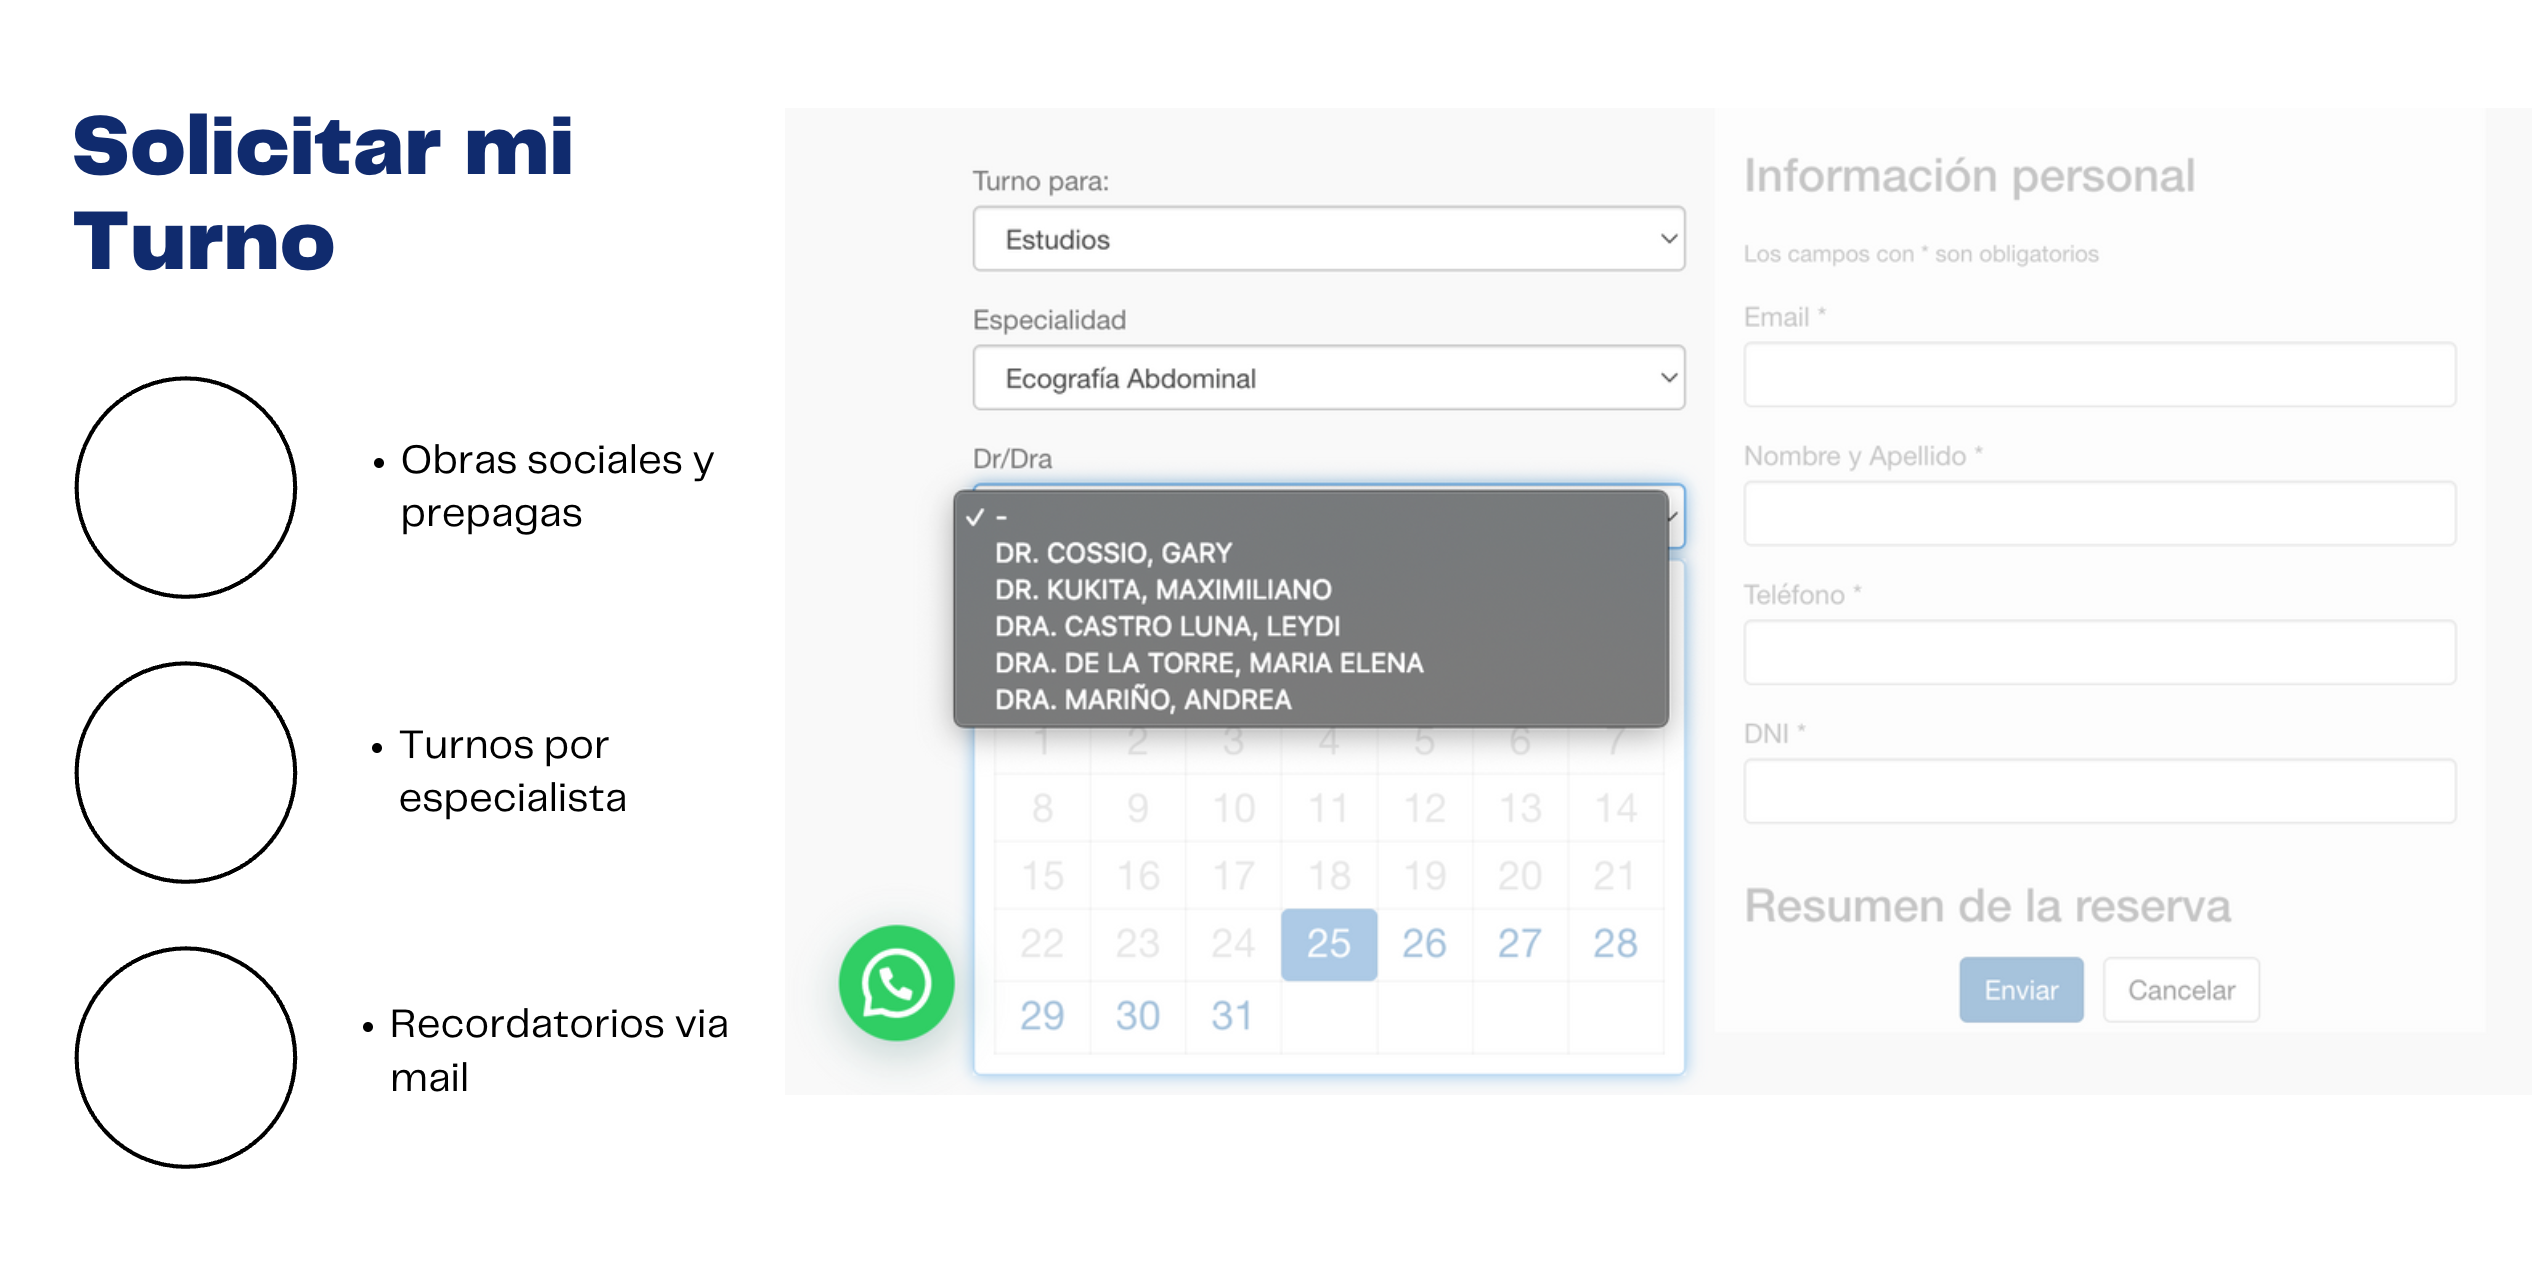 Solicitar mi
Turno
• Obras sociales y
prepagas
• Turnos por
especialista
• Recordatorios via
mail
Turno para:
Estudios
Especialidad
Ecografía Abdominal
Dr/Dra
✓ -
DR. COSSIO, GARY
DR. KUKITA, MAXIMILIANO
DRA. CASTRO LUNA, LEYDI
DRA. DE LA TORRE, MARIA ELENA
DRA. MARIÑO, ANDREA
1 2 3 4 5 6 7
8 9 10 11 12 13 14
15 16 17 18 19 20 21
22 23 24 25 26 27 28
29 30 31
Información personal
Los campos con * son obligatorios
Email *
Nombre y Apellido *
Teléfono *
DNI *
Resumen de la reserva
Enviar Cancelar